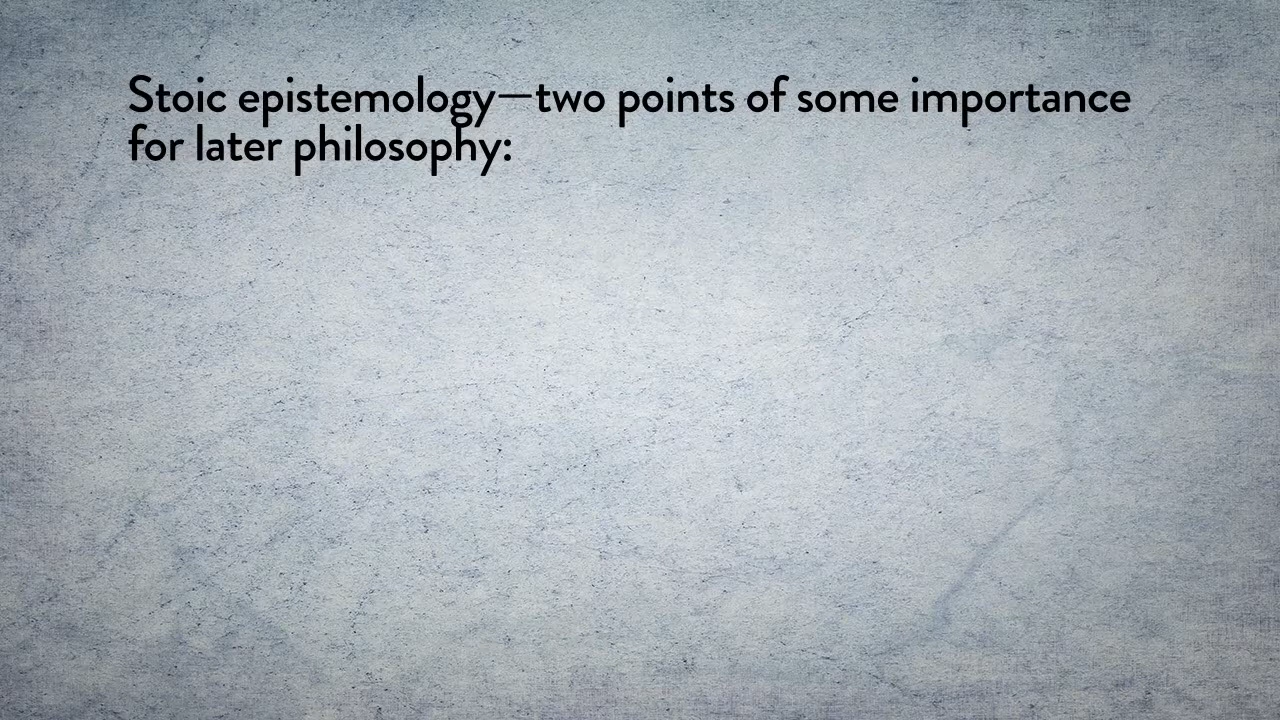 Stoic epistemology—two points of some importance
for later philosophy: